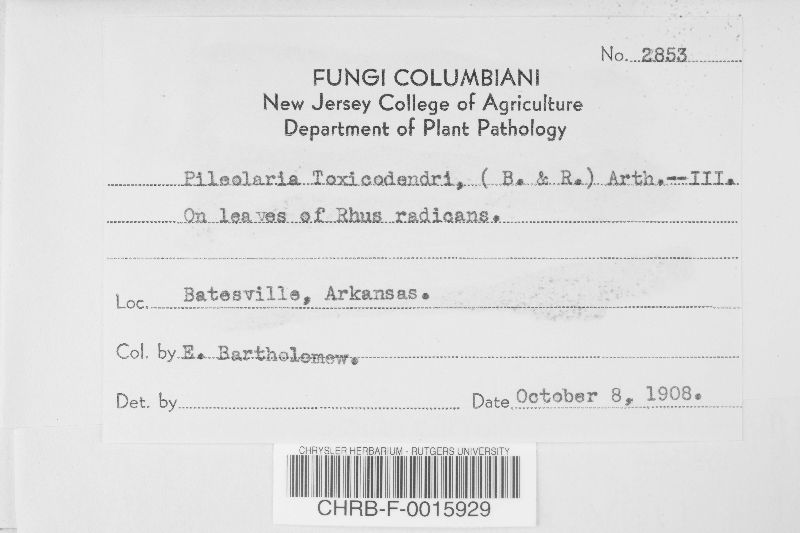 No. 2853
FUNGI COLUMBIANI
New Jersey College of Agriculture
Department of Plant Pathology
Pileolaria Toxicodendri, ( B. & R.) Arth.--III.
On leaves of Rhus radicans.
Loc. Batesville, Arkansas.
Col. by E. Bartholomew.
Det. by
Date October 8, 1908.
CHRYSLER HERBARIUM - RUTGERS UNIVERSITY
CHRB-F-0015929